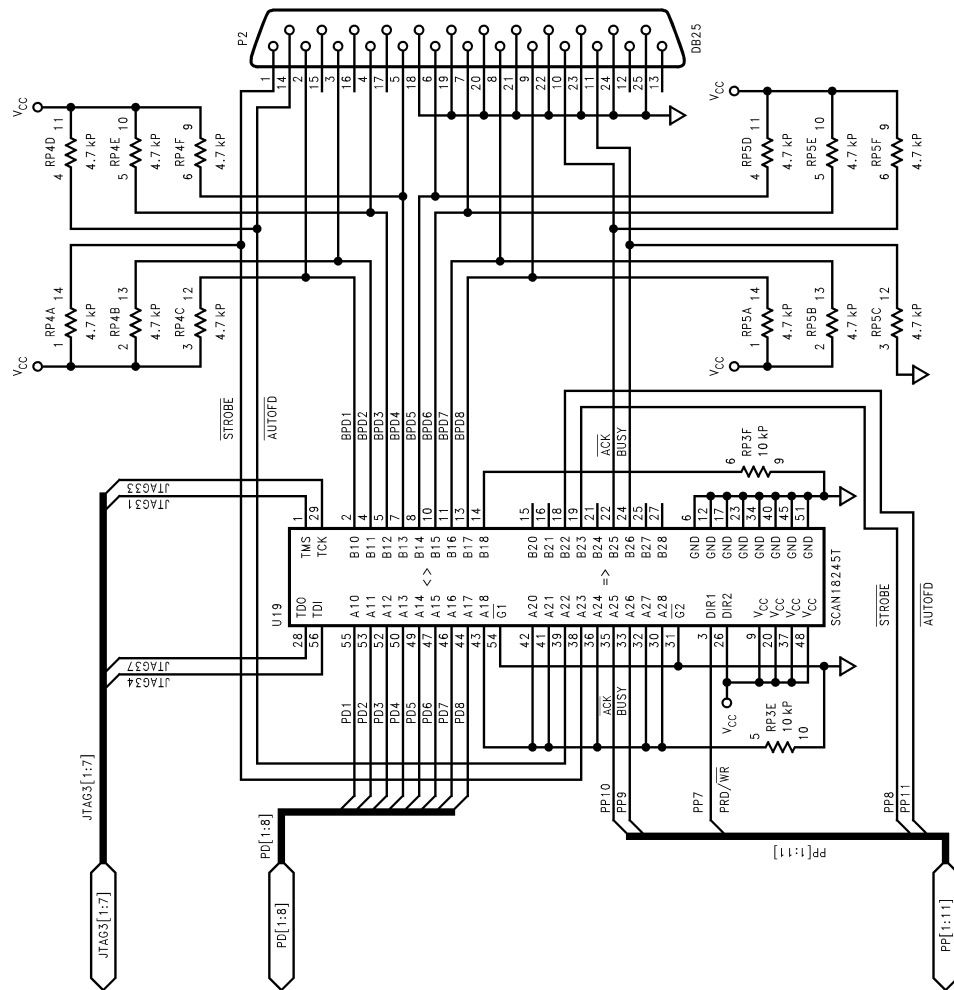 P2
DB25
1
14
2
15
3
16
4
17
5
18
6
19
7
20
8
21
9
22
10
23
11
24
12
25
13
VCC
RP4D
4
11
4.7 kP
RP4E
5
10
4.7 kP
RP4F
6
9
4.7 kP
VCC
RP5D
4
11
4.7 kP
RP5E
5
10
4.7 kP
RP5F
6
9
4.7 kP
VCC
RP4A
1
14
4.7 kP
RP4B
2
13
4.7 kP
RP4C
3
12
4.7 kP
VCC
RP5A
1
14
4.7 kP
RP5B
2
13
4.7 kP
RP5C
3
12
4.7 kP
STROBE
AUTOFD
BPD1
BPD2
BPD3
BPD4
BPD5
BPD6
BPD7
BPD8
ACK
BUSY
RP3F
10 kP
6
9
JTAG33
JTAG31
1
29
2
4
5
7
8
10
11
13
14
15
16
18
19
21
22
24
25
27
6
12
17
23
34
40
45
51
TMS
TCK
B10
B11
B12
B13
B14
B15
B16
B17
B18
B20
B21
B22
B23
B24
B25
B26
B27
B28
GND
GND
GND
GND
GND
GND
GND
GND
<>
=>
U19
SCAN18245T
TDO
TDI
A10
A11
A12
A13
A14
A15
A16
A17
A18
G1
A20
A21
A22
A23
A24
A25
A26
A27
A28
G2
DIR1
DIR2
VCC
VCC
VCC
VCC
28
56
55
53
52
50
49
47
46
44
43
54
42
41
39
38
36
35
33
32
30
31
3
26
9
20
37
48
JTAG37
JTAG34
PD1
PD2
PD3
PD4
PD5
PD6
PD7
PD8
ACK
BUSY
VCC
RP3E
10 kP
5
10
STROBE
AUTOFD
PP10
PP9
PP7
PRD/WR
PP8
PP11
JTAG3[1:7]
PD[1:8]
PP[1:11]
JTAG3[1:7]
PD[1:8]
PP[1:11]